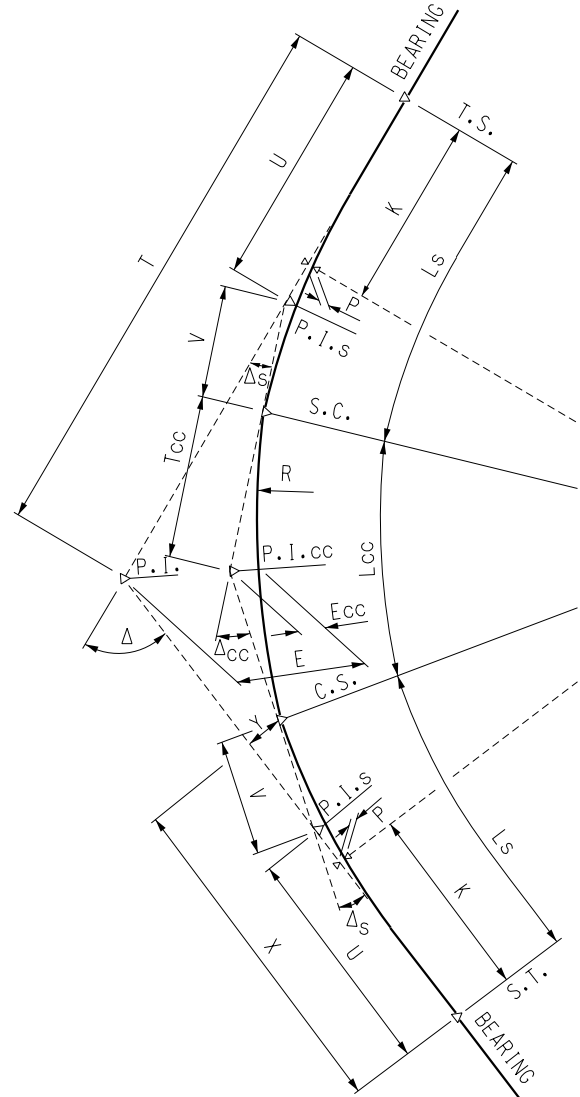 BEARING
T.S.
U
K
T
Ls
P
P.I.s
V
Δs
S.C.
Tcc
R
P.I.
P.I.cc
Lcc
Ecc
Δ
Δcc
E
C.S.
Y
V
P.I.s
P
Ls
K
Δs
X
U
S.T.
BEARING